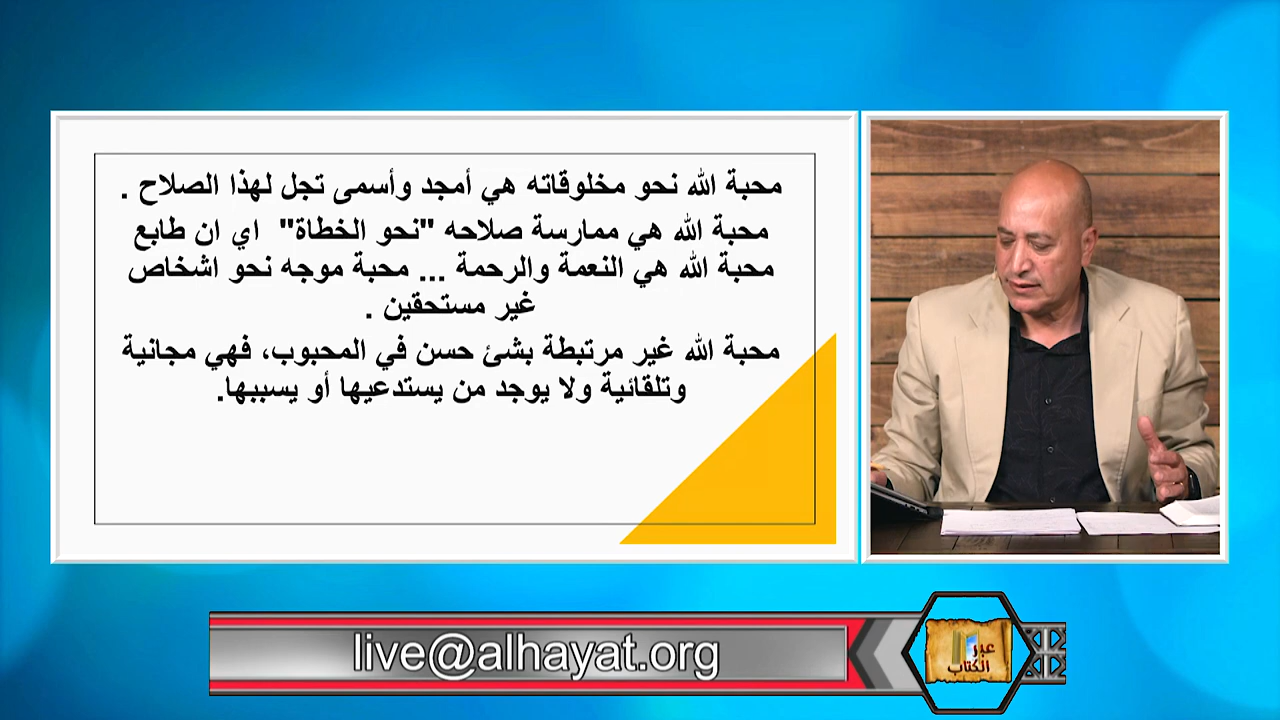 محبة الله نحو مخلوقاته هي أمجد وأسمى تجل لهذا الصلاح .
محبة الله هي ممارسة صلاحه "نحو الخطاة" اي ان طابع
محبة الله هي النعمة والرحمة ... محبة موجه نحو اشخاص
غير مستحقين .
محبة الله غير مرتبطة بشئ حسن في المحبوب، فهي مجانية
وتلقائية ولا يوجد من يستدعيها أو يسببها.
live@alhayat.org
عبر
الكتاب